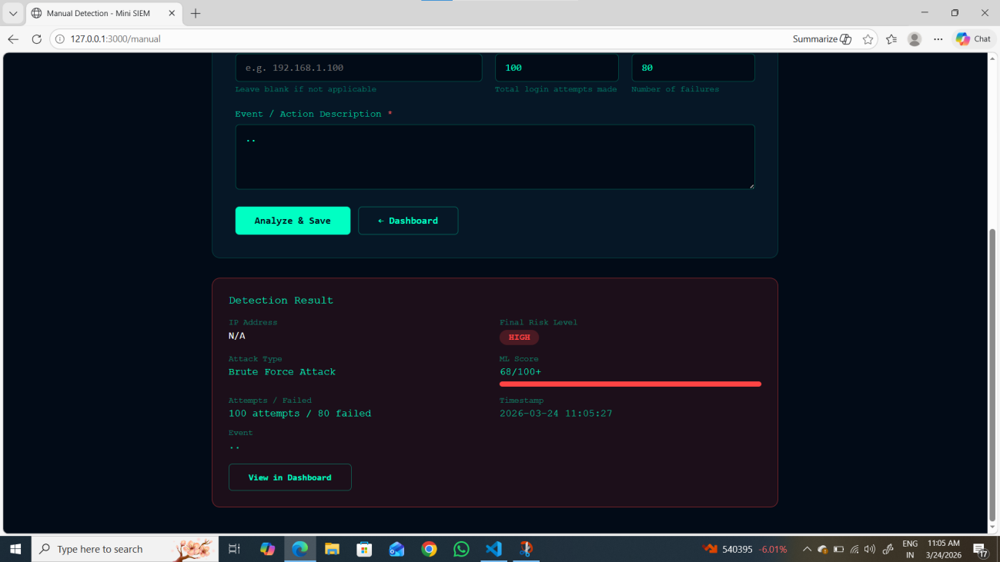 Manual Detection - Mini SIEM
127.0.0.1:3000/manual
Summarize
Chat
e.g. 192.168.1.100
100
80
Leave blank if not applicable
Total login attempts made
Number of failures
Event / Action Description *
..
Analyze & Save
← Dashboard
Detection Result
IP Address
Final Risk Level
N/A
HIGH
Attack Type
ML Score
Brute Force Attack
68/100+
Attempts / Failed
Timestamp
100 attempts / 80 failed
2026-03-24 11:05:27
Event
..
View in Dashboard
Type here to search
540395 -6.01%
ENG
IN
11:05 AM
3/24/2026
17